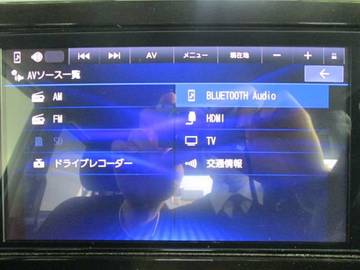 AV メニュー 現在地 − +
AVソース一覧
AM
BLUETOOTH Audio
FM
HDMI
SD
TV
ドライブレコーダー
交通情報